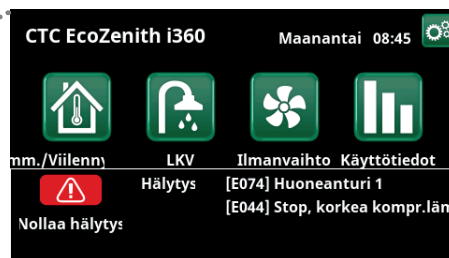 CTC EcoZenith i360
Maanantai 08:45
mm./Viilenny
LKV
Ilmanvaihto
Käyttötiedot
Hälytys
[E074] Huoneanturi 1
[E044] Stop, korkea kompr.läm
Nollaa hälytys